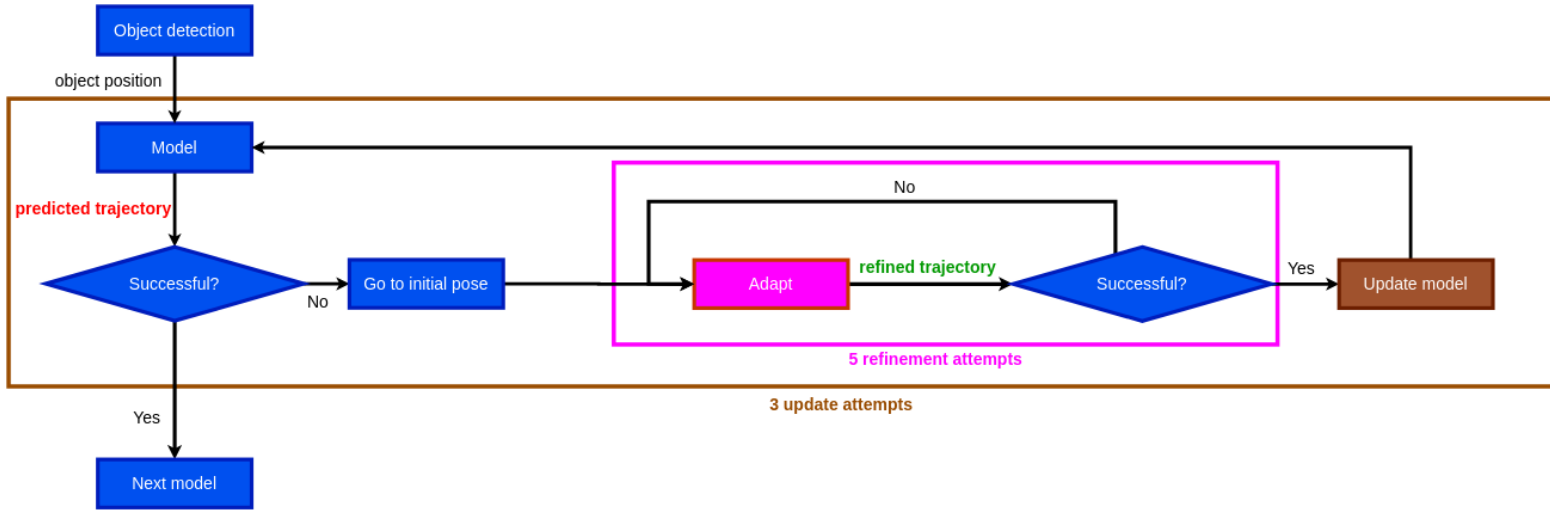 Object detection
object position
Model
predicted trajectory
Successful?
No
Go to initial pose
No
Adapt
refined trajectory
Successful?
Yes
Update model
5 refinement attempts
3 update attempts
Yes
Next model